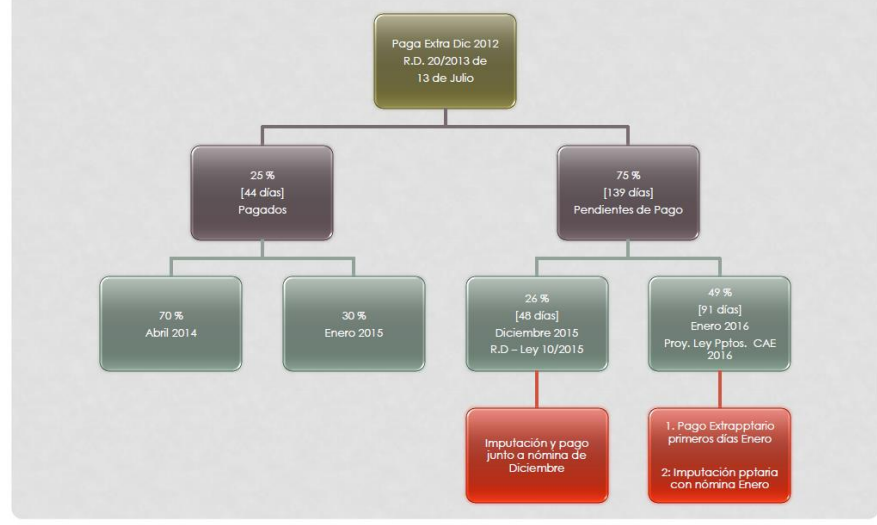 Paga Extra Dic 2012
R.D. 20/2013 de
13 de Julio
25 %
[44 días]
Pagados
75 %
[139 días]
Pendientes de Pago
70 %
Abril 2014
30 %
Enero 2015
26 %
[48 días]
Diciembre 2015
R.D – Ley 10/2015
49 %
[91 días]
Enero 2016
Proy. Ley Pptos. CAE
2016
Imputación y pago
junto a nómina de
Diciembre
1. Pago Extrapptario
primeros días Enero
2: Imputación pptaria
con nómina Enero